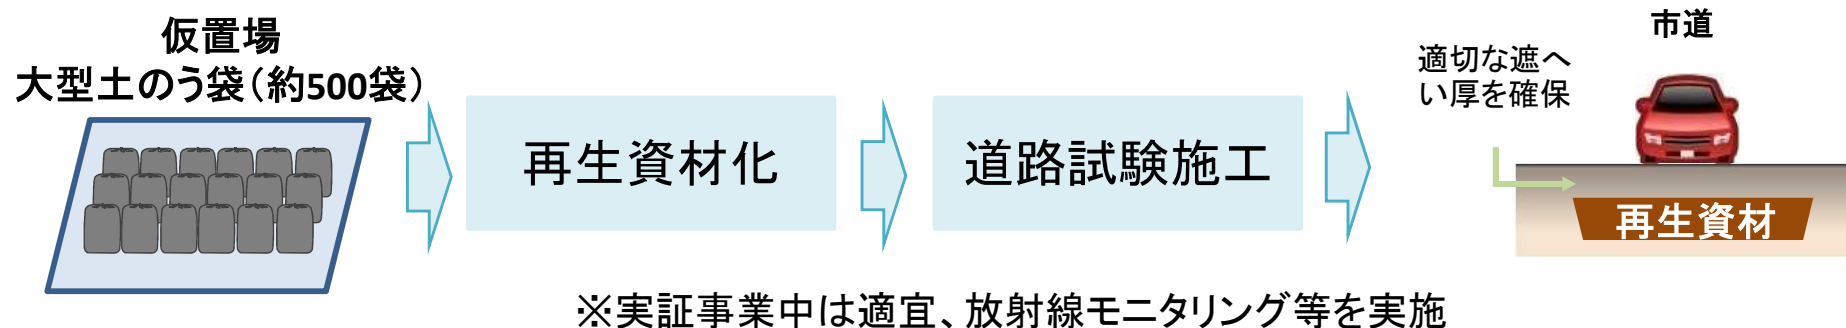 仮置場
大型土のう袋（約500袋）
再生資材化
道路試験施工
適切な遮へ
い厚を確保
市道
再生資材
※実証事業中は適宜、放射線モニタリング等を実施